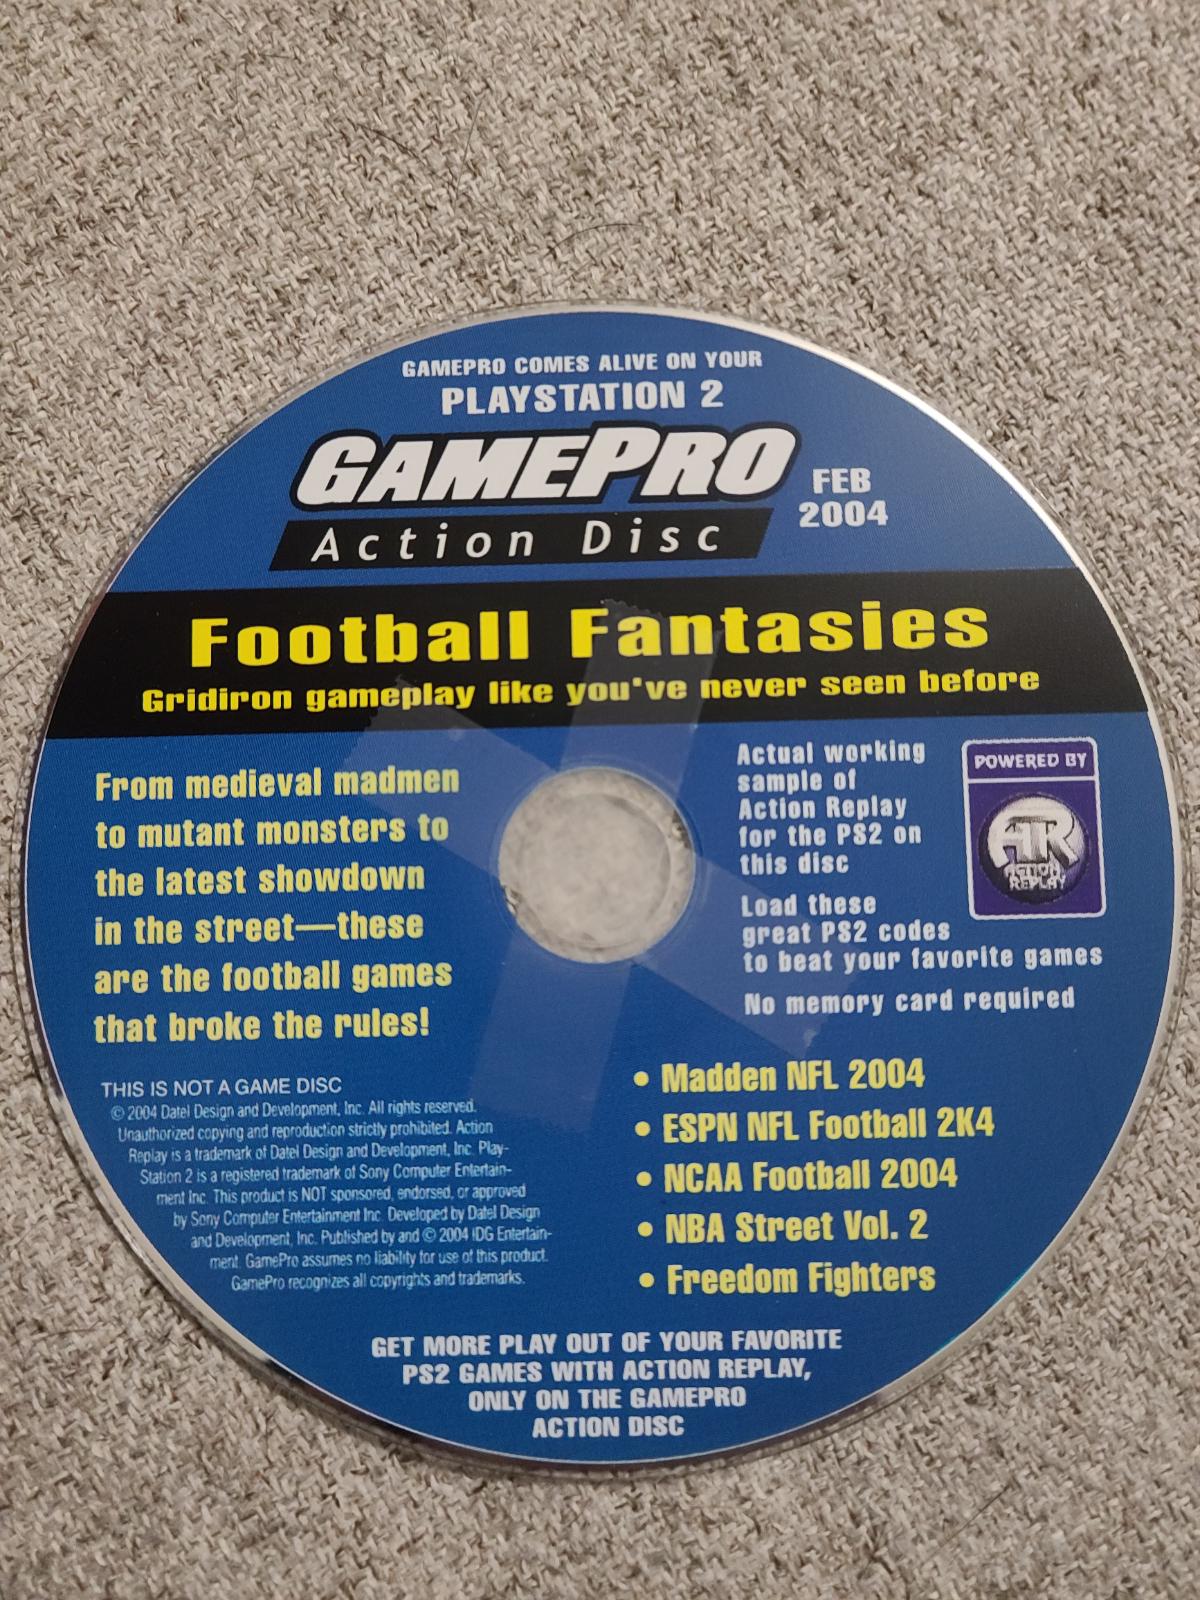 GAMEPRO COMES ALIVE ON YOUR
PLAYSTATION 2
GAMEPRO
Action Disc
FEB
2004
Football Fantasies
Gridiron gameplay like you've never seen before
From medieval madmen
to mutant monsters to
the latest showdown
in the street—these
are the football games
that broke the rules!
Actual working
sample of
Action Replay
for the PS2 on
this disc
Load these
great PS2 codes
to beat your favorite games
No memory card required
POWERED BY
AR
ACTION
REPLAY
THIS IS NOT A GAME DISC
© 2004 Datel Design and Development, Inc. All rights reserved.
Unauthorized copying and reproduction strictly prohibited. Action
Replay is a trademark of Datel Design and Development, Inc. Play-
Station 2 is a registered trademark of Sony Computer Entertain-
ment Inc. This product is NOT sponsored, endorsed, or approved
by Sony Computer Entertainment Inc. Developed by Datel Design
and Development, Inc. Published by and © 2004 IDG Entertain-
ment. GamePro assumes no liability for use of this product.
GamePro recognizes all copyrights and trademarks.
• Madden NFL 2004
• ESPN NFL Football 2K4
• NCAA Football 2004
• NBA Street Vol. 2
• Freedom Fighters
GET MORE PLAY OUT OF YOUR FAVORITE
PS2 GAMES WITH ACTION REPLAY,
ONLY ON THE GAMEPRO
ACTION DISC